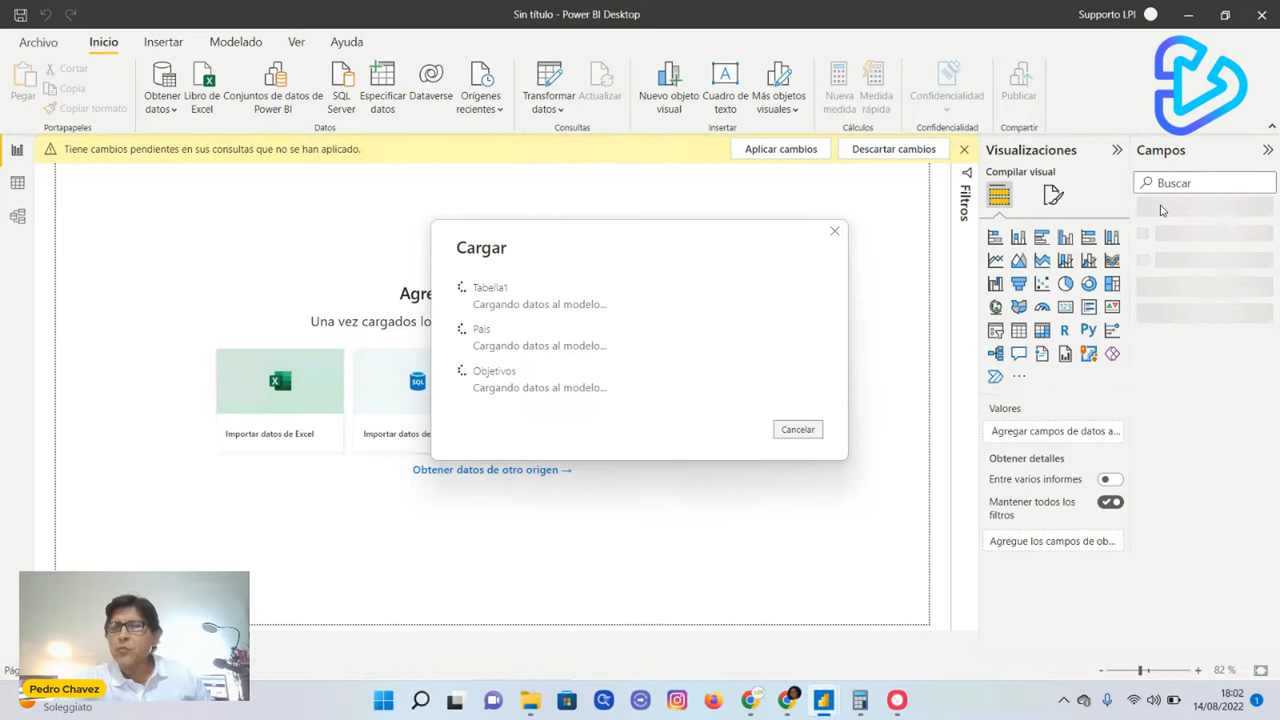 Sin título - Power BI Desktop
Supporto LPI
Archivo
Inicio
Insertar
Modelado
Ver
Ayuda
Pegar
Cortar
Copia
Copiar formato
Portapapeles
Obtener datos
Libro de Excel
Conjuntos de datos de Power BI
SQL Server
Especificar datos
Dataverse
Orígenes recientes
Datos
Transformar datos
Actualizar
Consultas
Nuevo objeto visual
Cuadro de texto
Más objetos visuales
Insertar
Nueva medida
Medida rápida
Cálculos
Confidencialidad
Confidencialidad
Publicar
Compartir
Tiene cambios pendientes en sus consultas que no se han aplicado.
Aplicar cambios
Descartar cambios
Filtros
Visualizaciones
Compilar visual
R
Py
Valores
Agregar campos de datos a...
Obtener detalles
Entre varios informes
Mantener todos los
filtros
Agregue los campos de ob...
Campos
Buscar
Agre
Una vez cargados lo
Importar datos de Excel
SQL
Importar datos de
Obtener datos de otro origen →
Cargar
Tabella1
Cargando datos al modelo...
Pais
Cargando datos al modelo...
Objetivos
Cargando datos al modelo...
Cancelar
Pedro Chavez
Pág
82 %
Soleggiato
18:02
14/08/2022
1